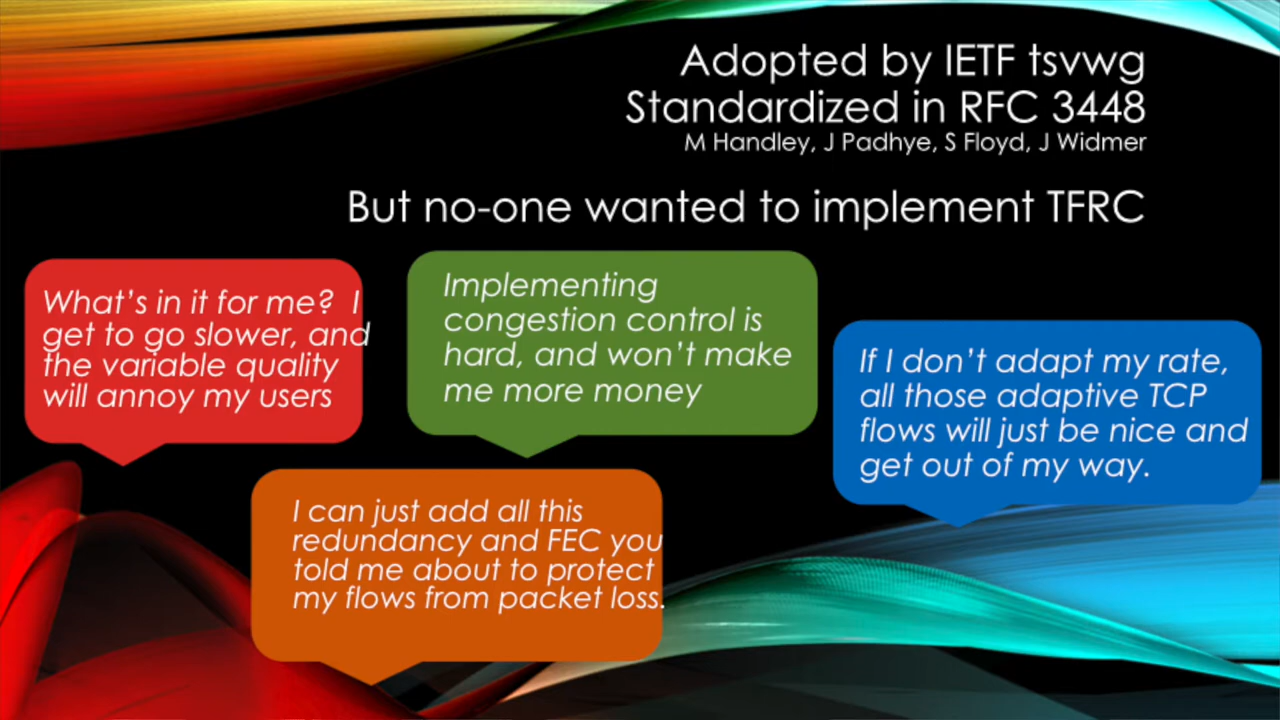 Adopted by IETF tsvwg
Standardized in RFC 3448
M Handley, J Padhye, S Floyd, J Widmer
But no-one wanted to implement TFRC
What's in it for me? I
get to go slower, and
the variable quality
will annoy my users
Implementing
congestion control is
hard, and won't make
me more money
If I don't adapt my rate,
all those adaptive TCP
flows will just be nice and
get out of my way.
I can just add all this
redundancy and FEC you
told me about to protect
my flows from packet loss.